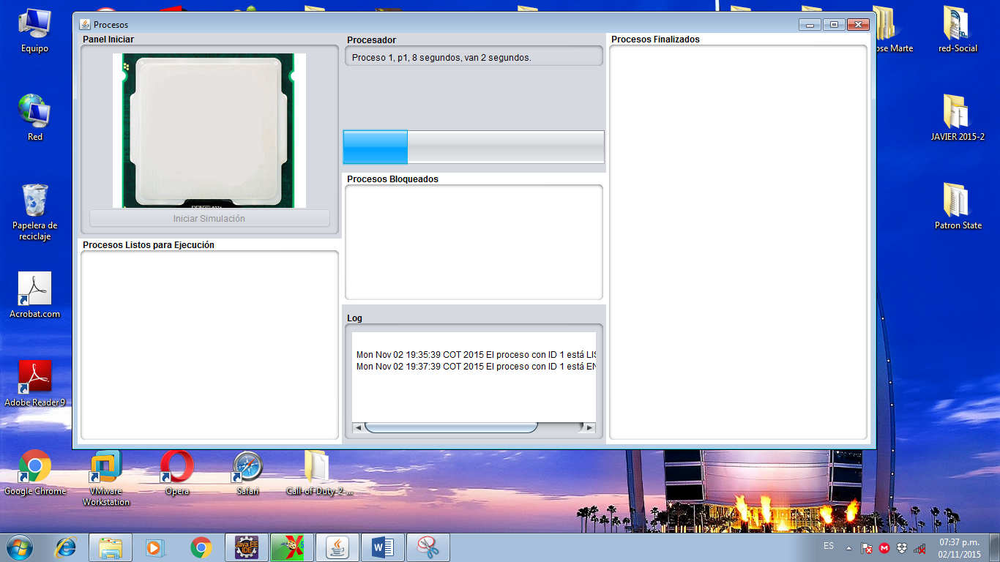 Procesos
Panel Iniciar
Iniciar Simulación
Procesos Listos para Ejecución
Procesador
Proceso 1, p1, 8 segundos, van 2 segundos.
Procesos Bloqueados
Log
Mon Nov 02 19:35:39 COT 2015 El proceso con ID 1 está LIS
Mon Nov 02 19:37:39 COT 2015 El proceso con ID 1 está EN
Procesos Finalizados
Equipo
Red
Papelera de
reciclaje
Acrobat.com
Adobe Reader 9
Google Chrome
VMware
Workstation
Opera
Safari
Call-of-Duty_2_...
ose Marte
red-Social
JAVIER 2015-2
Patron State
Java EE
IDE
ES
07:37 p.m.
02/11/2015